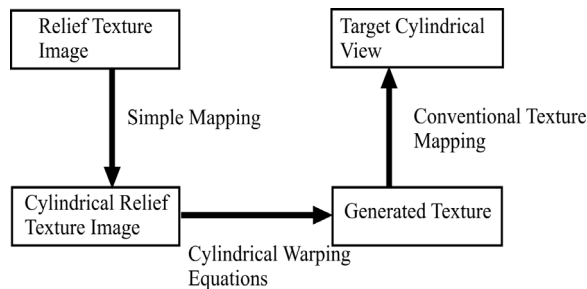 Relief Texture
Image
Target Cylindrical
View
Simple Mapping
Conventional Texture
Mapping
Cylindrical Relief
Texture Image
Generated Texture
Cylindrical Warping
Equations